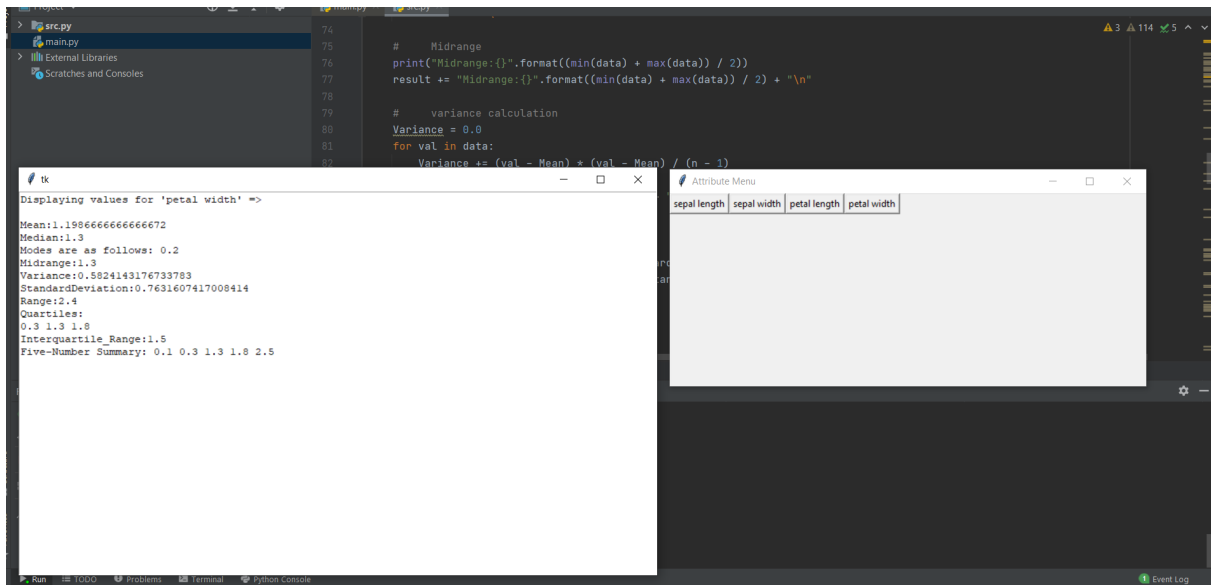 Project
main.py
src.py
src.py
main.py
External Libraries
Scratches and Consoles
74
75 # Midrange
76 print("Midrange:{}".format((min(data) + max(data)) / 2))
77 result += "Midrange:{}".format((min(data) + max(data)) / 2) + "\n"
78
79 # variance calculation
80 Variance = 0.0
81 for val in data:
82 Variance += (val - Mean) * (val - Mean) / (n - 1)
3 114 5
tk
Displaying values for 'petal width' =>
Mean:1.1986666666666672
Median:1.3
Modes are as follows: 0.2
Midrange:1.3
Variance:0.5824143176733783
StandardDeviation:0.7631607417008414
Range:2.4
Quartiles:
0.3 1.3 1.8
Interquartile_Range:1.5
Five-Number Summary: 0.1 0.3 1.3 1.8 2.5
Attribute Menu
sepal length sepal width petal length petal width
Run TODO Problems Terminal Python Console
1 Event Log